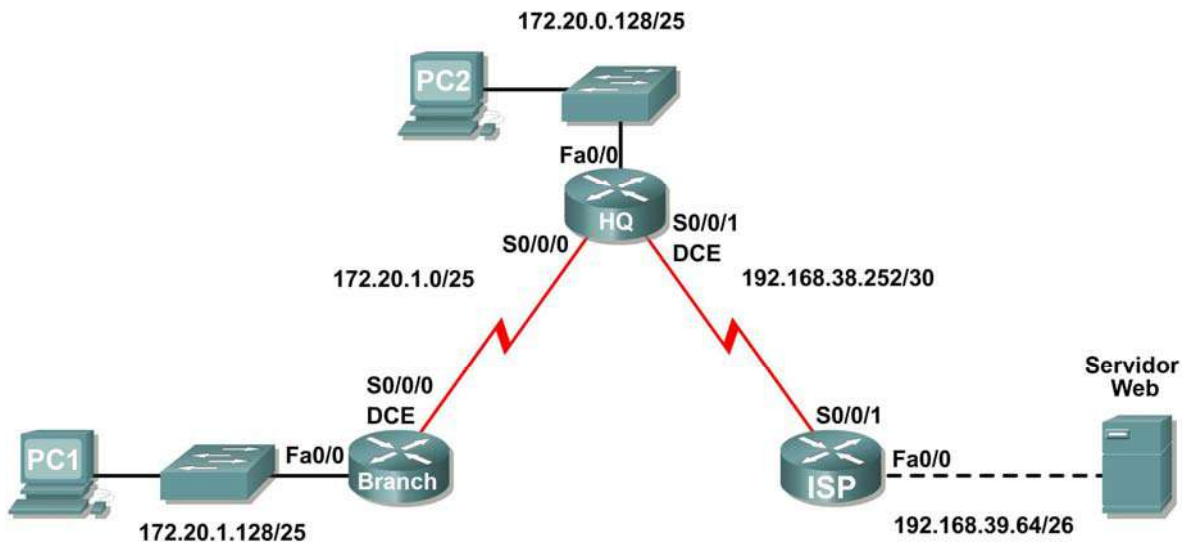 172.20.0.128/25
PC2
Fa0/0
HQ
S0/0/0
S0/0/1
DCE
172.20.1.0/25
192.168.38.252/30
S0/0/0
DCE
PC1
Fa0/0
Branch
172.20.1.128/25
S0/0/1
ISP
Fa0/0
Servidor
Web
192.168.39.64/26